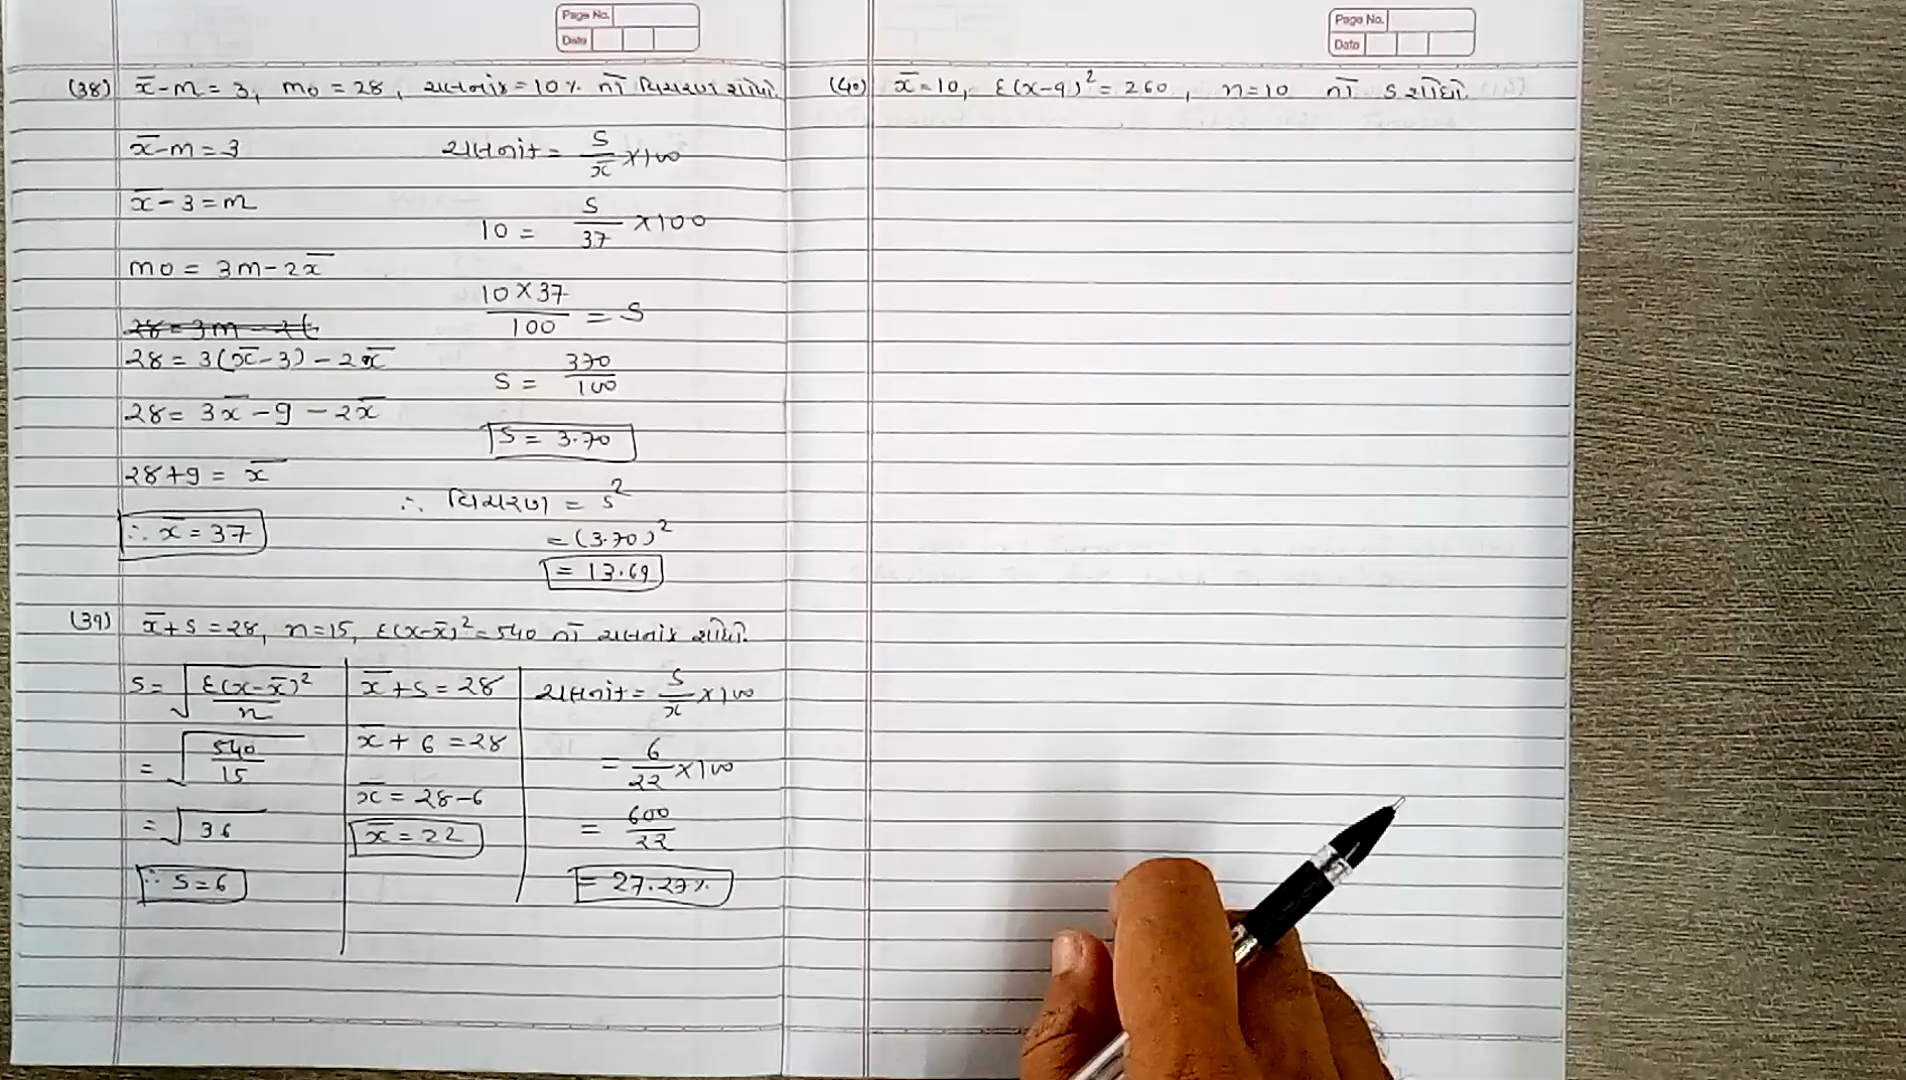 Page No.
Date
(38) x̄-m = 3, mo = 28, ચલનાંક = 10% તો વિચરણ શોધો.
x̄-m = 3
x̄-3 = m
mo = 3m-2x̄
28 = 3(x̄-3) - 2x̄
28 = 3x̄ - 9 - 2x̄
28+9 = x̄
∴ x̄ = 37
ચલનાંક = S/x̄ ×100
10 = S/37 ×100
10×37/100 = S
S = 370/100
S = 3.70
∴ વિચરણ = S²
= (3.70)²
= 13.69
(39) x̄+S = 28, n=15, Ɛ(x-x̄)² = 540 તો ચલનાંક શોધો.
S = √Ɛ(x-x̄)²/n
= √540/15
= √36
∴ S = 6
x̄+S = 28
x̄ + 6 = 28
x̄ = 28-6
x̄ = 22
ચલનાંક = S/x̄ ×100
= 6/22 ×100
= 600/22
= 27.27%
Page No.
Date
(40) x̄ = 10, Ɛ(x-9)² = 260, n=10 તો S શોધો.